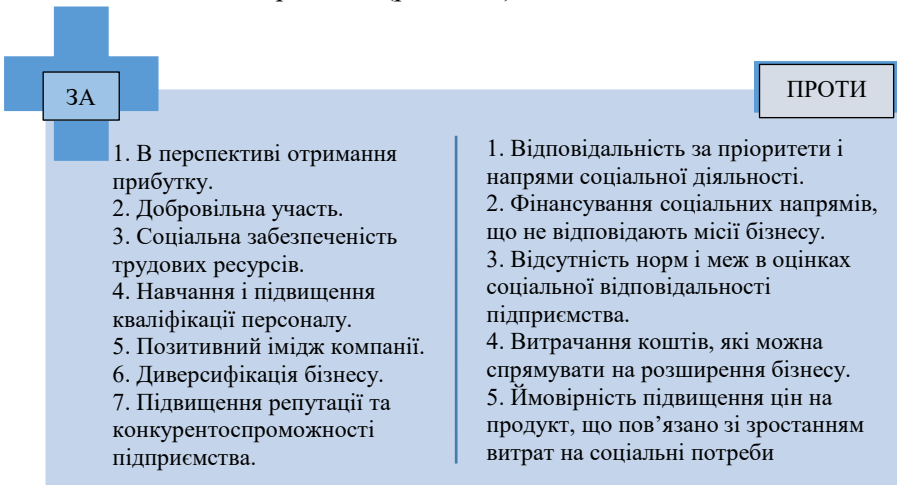 ЗА
ПРОТИ
1. В перспективі отримання
прибутку.
2. Добровільна участь.
3. Соціальна забезпеченість
трудових ресурсів.
4. Навчання і підвищення
кваліфікації персоналу.
5. Позитивний імідж компанії.
6. Диверсифікація бізнесу.
7. Підвищення репутації та
конкурентоспроможності
підприємства.
1. Відповідальність за пріоритети і
напрями соціальної діяльності.
2. Фінансування соціальних напрямів,
що не відповідають місії бізнесу.
3. Відсутність норм і меж в оцінках
соціальної відповідальності
підприємства.
4. Витрачання коштів, які можна
спрямувати на розширення бізнесу.
5. Ймовірність підвищення цін на
продукт, що пов’язано зі зростанням
витрат на соціальні потреби